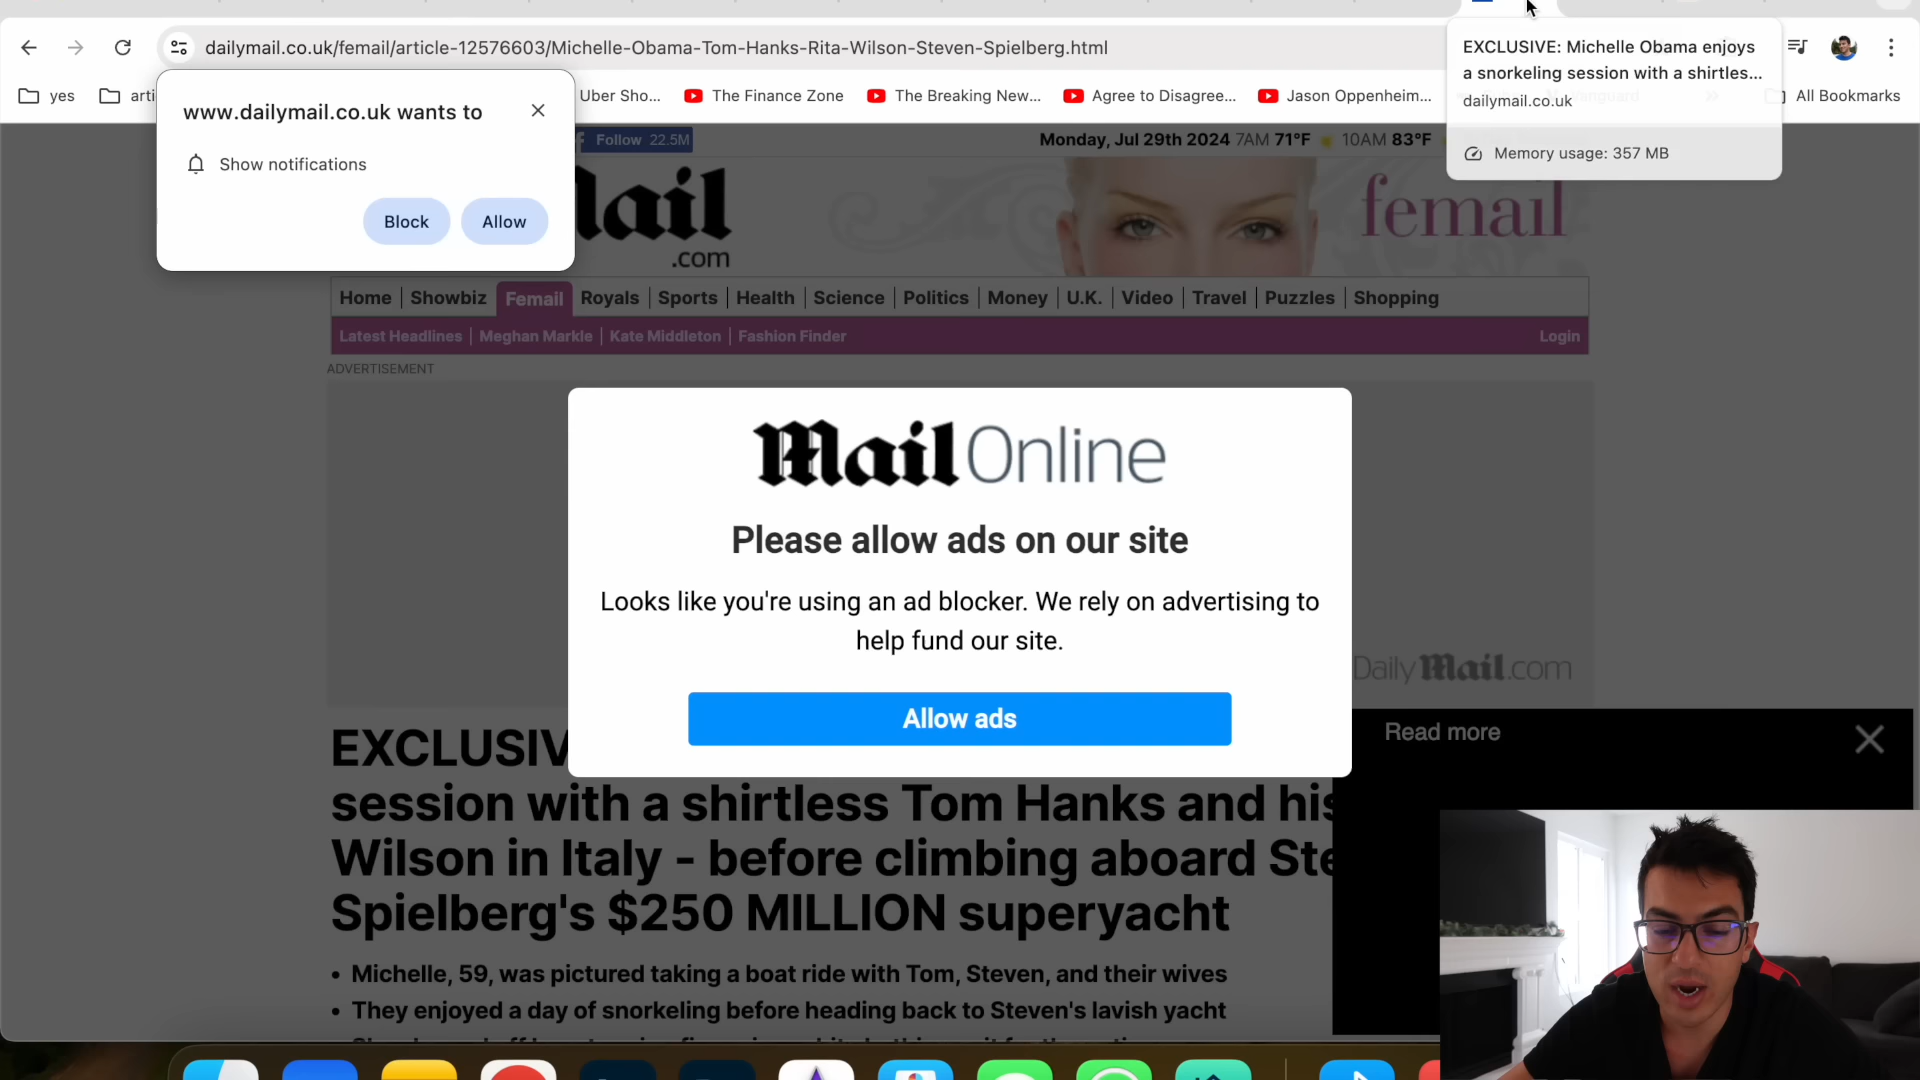 dailymail.co.uk/femail/article-12576603/Michelle-Obama-Tom-Hanks-Rita-Wilson-Steven-Spielberg.html
EXCLUSIVE: Michelle Obama enjoys
a snorkeling session with a shirtles...
dailymail.co.uk
Memory usage: 357 MB
yes
arti
Uber Sho...
The Finance Zone
The Breaking New...
Agree to Disagree...
Jason Oppenheim...
All Bookmarks
www.dailymail.co.uk wants to
Show notifications
Block
Allow
Follow 22.5M
Monday, Jul 29th 2024 7AM 71°F 10AM 83°F
Mail
.com
femail
Home Showbiz Femail Royals Sports Health Science Politics Money U.K. Video Travel Puzzles Shopping
Latest Headlines Meghan Markle Kate Middleton Fashion Finder Login
ADVERTISEMENT
Mail Online
Please allow ads on our site
Looks like you're using an ad blocker. We rely on advertising to
help fund our site.
Allow ads
Daily Mail.com
Read more
EXCLUSIV
session with a shirtless Tom Hanks and his
Wilson in Italy - before climbing aboard Ste
Spielberg's $250 MILLION superyacht
• Michelle, 59, was pictured taking a boat ride with Tom, Steven, and their wives
• They enjoyed a day of snorkeling before heading back to Steven's lavish yacht